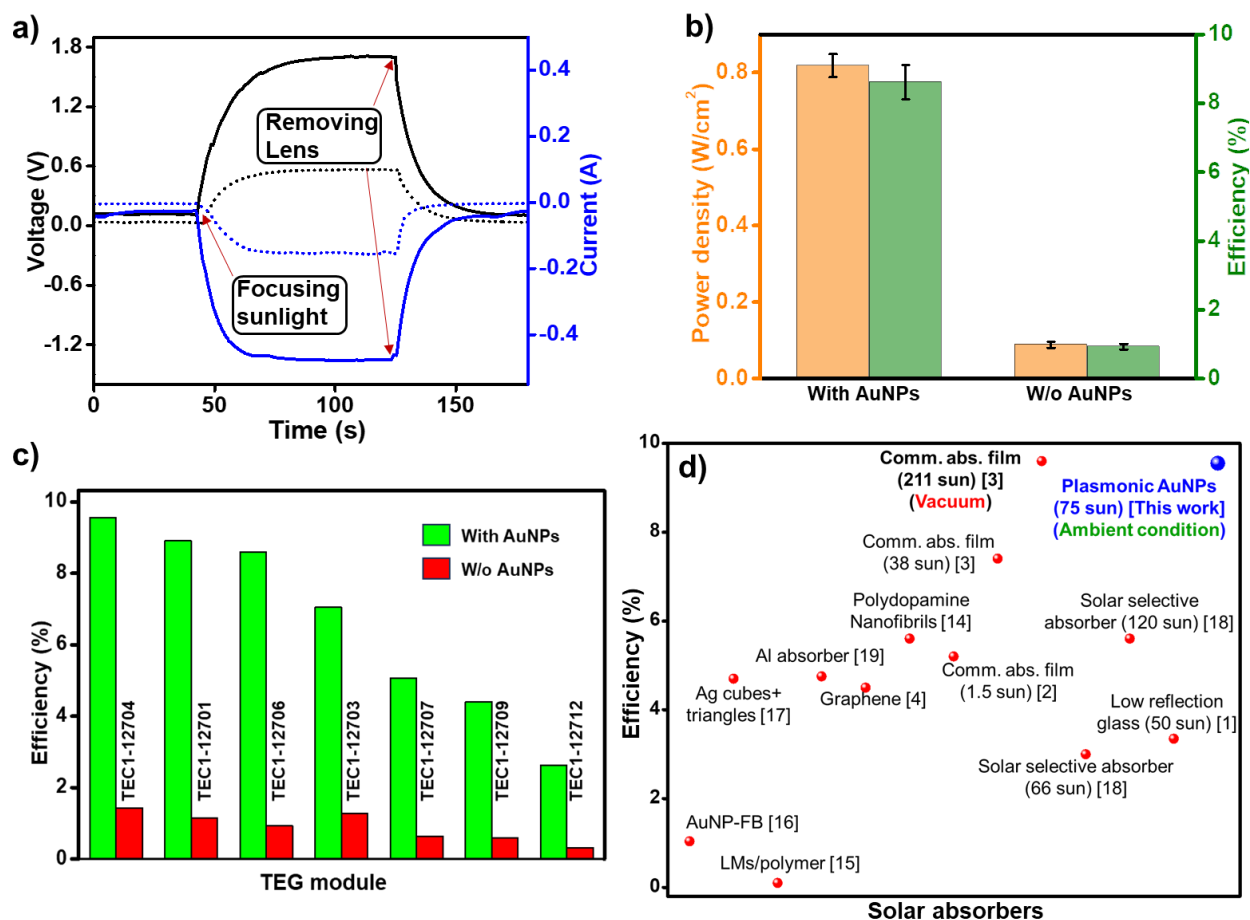 a)
1.8
1.2
0.6
0.0
-0.6
-1.2
Voltage (V)
0.4
0.2
0.0
-0.2
-0.4
Current (A)
Removing
Lens
Focusing
sunlight
0
50
100
150
Time (s)
b)
0.8
0.6
0.4
0.2
0.0
Power density (W/cm²)
10
8
6
4
2
0
Efficiency (%)
With AuNPs
W/o AuNPs
c)
10
8
6
4
2
0
Efficiency (%)
With AuNPs
W/o AuNPs
TEC1-12704
TEC1-12701
TEC1-12706
TEC1-12703
TEC1-12707
TEC1-12709
TEC1-12712
TEG module
d)
10
8
6
4
2
0
Efficiency (%)
Comm. abs. film
(211 sun) [3]
(Vacuum)
Plasmonic AuNPs
(75 sun) [This work]
(Ambient condition)
Comm. abs. film
(38 sun) [3]
Polydopamine
Nanofibrils [14]
Solar selective
absorber (120 sun) [18]
Al absorber [19]
Comm. abs. film
(1.5 sun) [2]
Ag cubes+
triangles [17]
Graphene [4]
Low reflection
glass (50 sun) [1]
Solar selective absorber
(66 sun) [18]
AuNP-FB [16]
LMs/polymer [15]
Solar absorbers